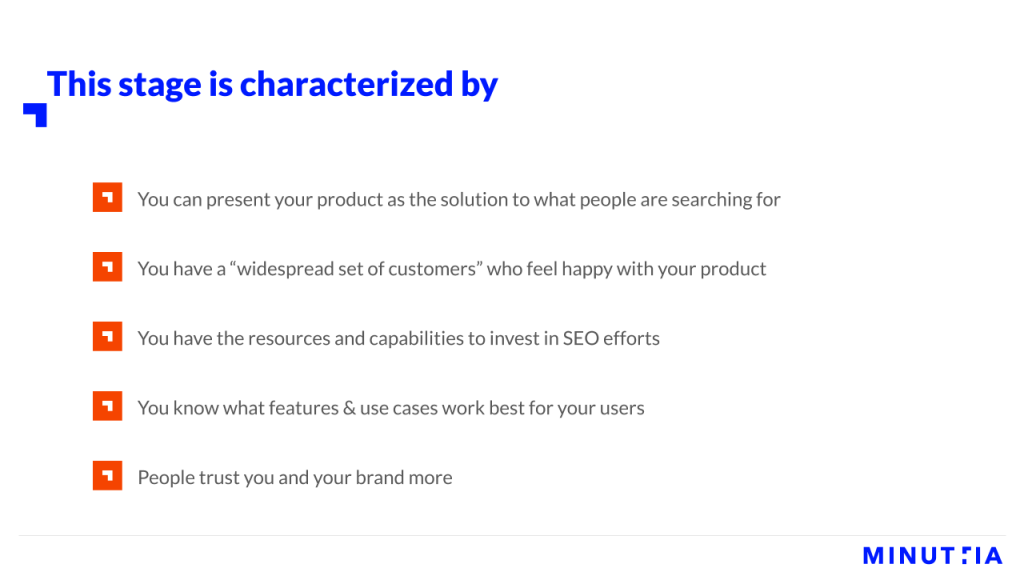 This stage is characterized by
You can present your product as the solution to what people are searching for
You have a “widespread set of customers” who feel happy with your product
You have the resources and capabilities to invest in SEO efforts
You know what features & use cases work best for your users
People trust you and your brand more
MINUTTIA